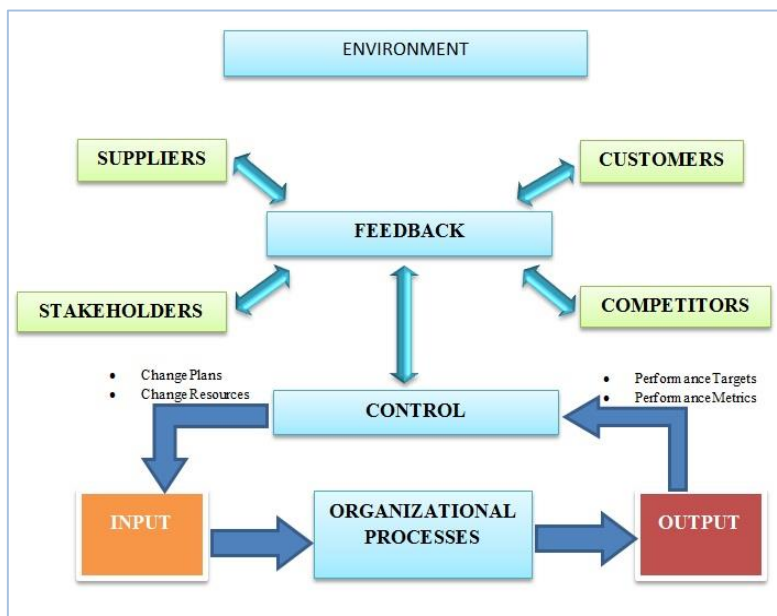 ENVIRONMENT
SUPPLIERS
CUSTOMERS
FEEDBACK
STAKEHOLDERS
COMPETITORS
• Change Plans
• Change Resources
• Performance Targets
• Performance Metrics
CONTROL
INPUT
ORGANIZATIONAL
PROCESSES
OUTPUT